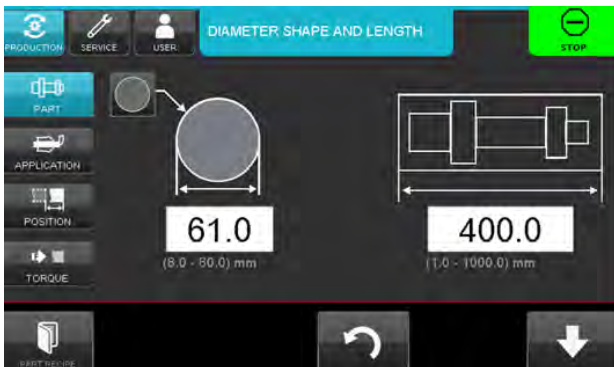 PRODUCTION
SERVICE
USER
DIAMETER SHAPE AND LENGTH
STOP
PART
APPLICATION
POSITION
TORQUE
61.0
(8.0 - 80.0) mm
400.0
(1.0 - 1000.0) mm
PART RECIPE